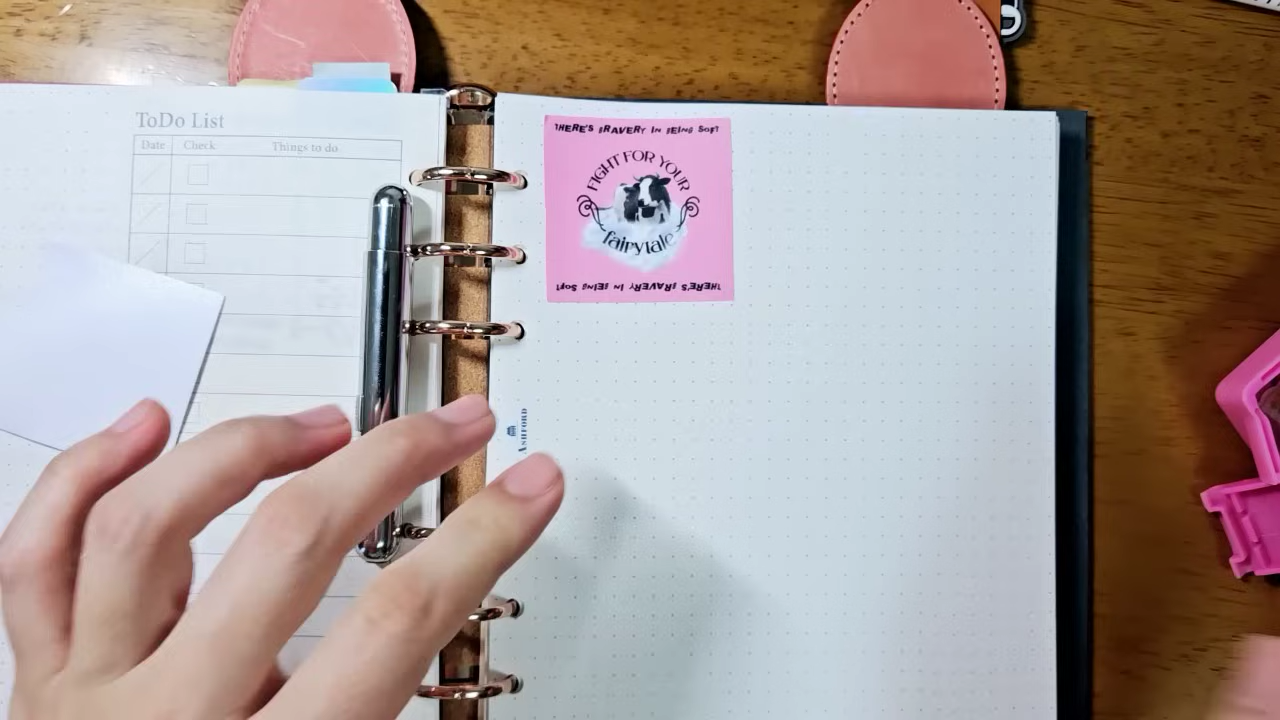 ToDo List
Date Check Things to do
THERE'S BRAVERY IN BEING SOFT
FIGHT FOR YOUR
fairytale
THERE'S BRAVERY IN BEING SOFT
ASHFORD